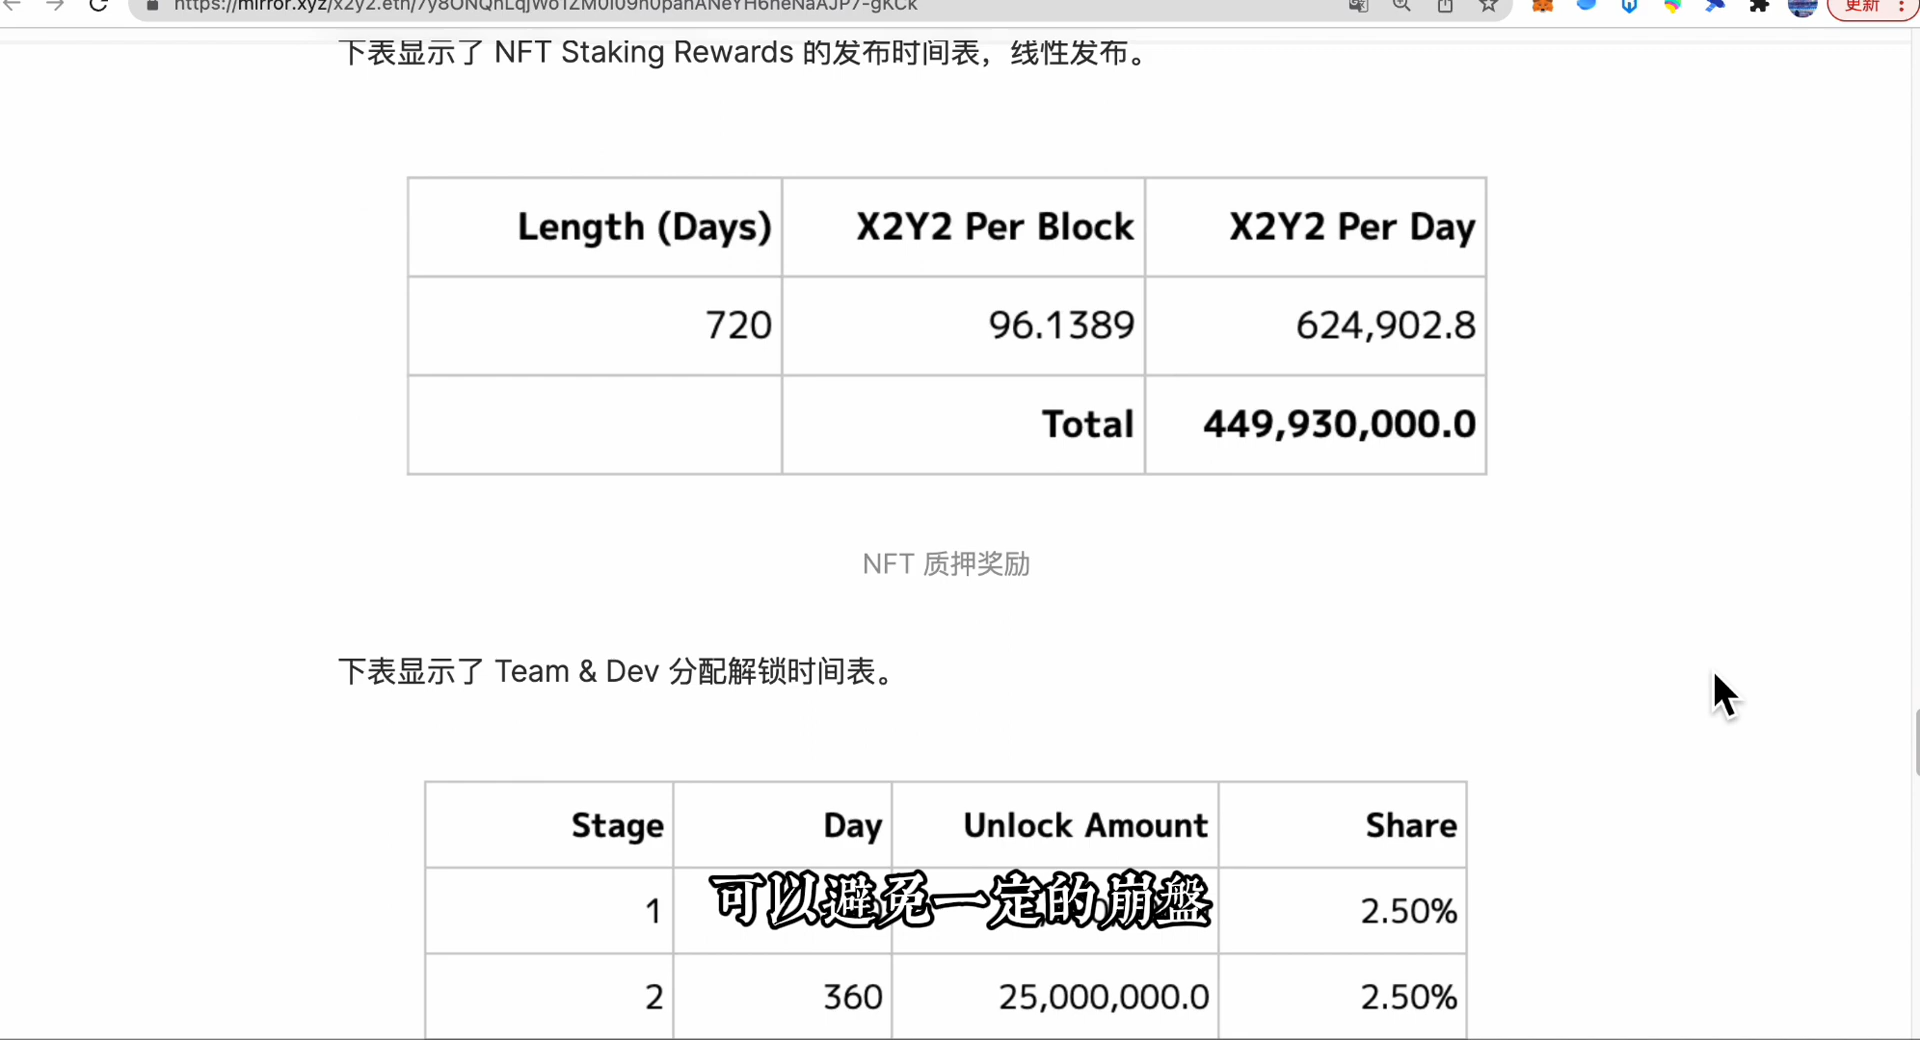 更新
下表显示了 NFT Staking Rewards 的发布时间表，线性发布。
Length (Days) X2Y2 Per Block X2Y2 Per Day
720 96.1389 624,902.8
Total 449,930,000.0
NFT 质押奖励
下表显示了 Team & Dev 分配解锁时间表。
Stage Day Unlock Amount Share
1 2.50%
可以避免一定的崩盤
2 360 25,000,000.0 2.50%